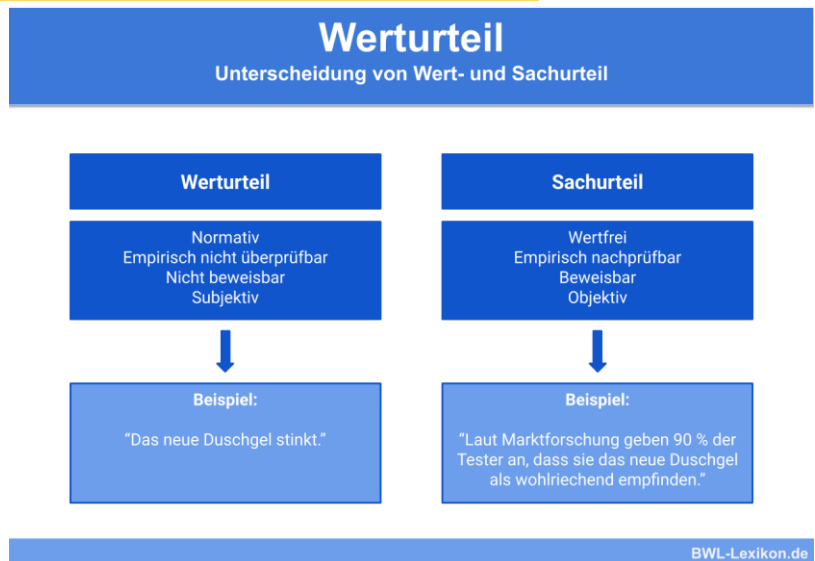 Werturteil
Unterscheidung von Wert- und Sachurteil
Werturteil
Normativ
Empirisch nicht überprüfbar
Nicht beweisbar
Subjektiv
Beispiel:
“Das neue Duschgel stinkt.”
Sachurteil
Wertfrei
Empirisch nachprüfbar
Beweisbar
Objektiv
Beispiel:
“Laut Marktforschung geben 90 % der
Tester an, dass sie das neue Duschgel
als wohlriechend empfinden.”
BWL-Lexikon.de